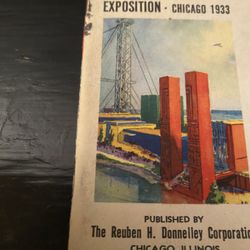 EXPOSITION · CHICAGO 1933
PUBLISHED BY
The Reuben H. Donnelley Corporation
CHICAGO, ILLINOIS